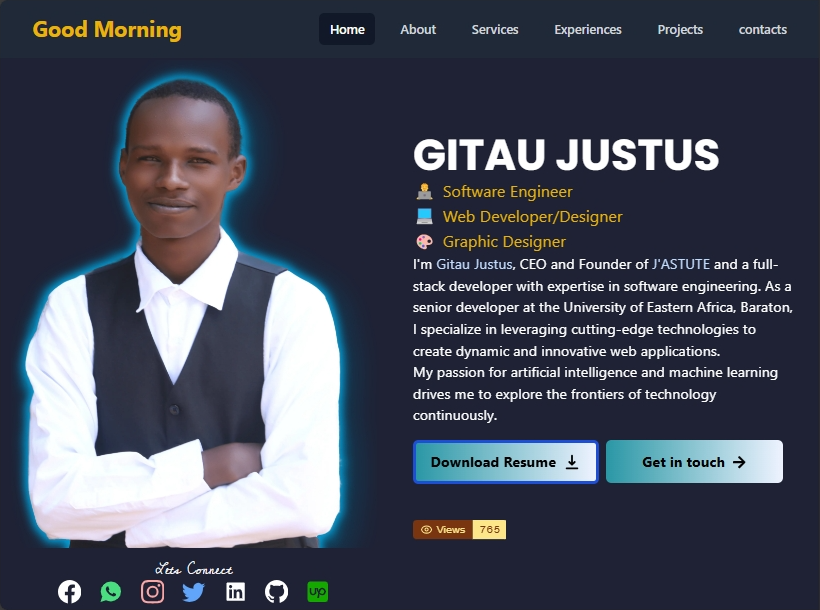 Good Morning
Home About Services Experiences Projects contacts
GITAU JUSTUS
Software Engineer
Web Developer/Designer
Graphic Designer
I'm Gitau Justus, CEO and Founder of J'ASTUTE and a full-
stack developer with expertise in software engineering. As a
senior developer at the University of Eastern Africa, Baraton,
I specialize in leveraging cutting-edge technologies to
create dynamic and innovative web applications.
My passion for artificial intelligence and machine learning
drives me to explore the frontiers of technology
continuously.
Download Resume Get in touch
Views 765
Lets Connect
up